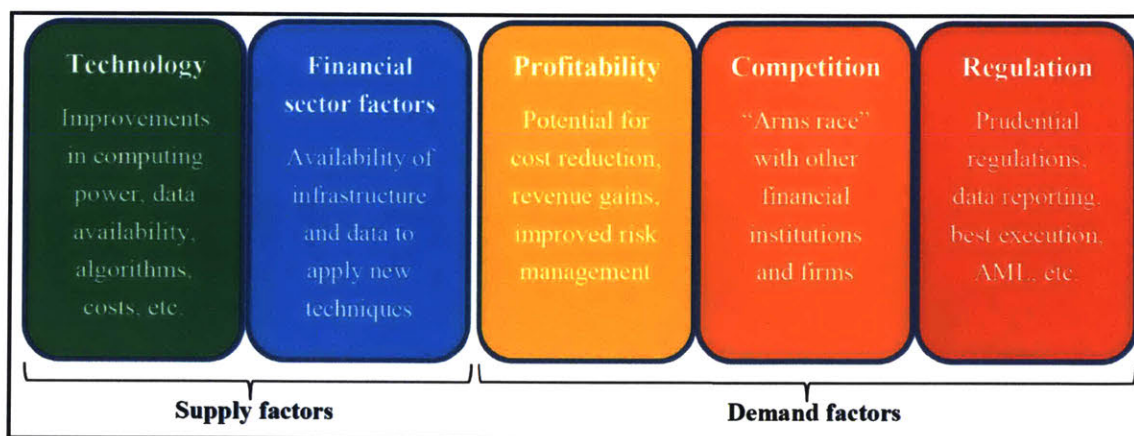 Technology
Improvements
in computing
power, data
availability,
algorithms,
costs, etc.
Financial
sector factors
Availability of
infrastructure
and data to
apply new
techniques
Profitability
Potential for
cost reduction,
revenue gains,
improved risk
management
Competition
“Arms race”
with other
financial
institutions
and firms
Regulation
Prudential
regulations,
data reporting,
best execution,
AML, etc.
Supply factors
Demand factors